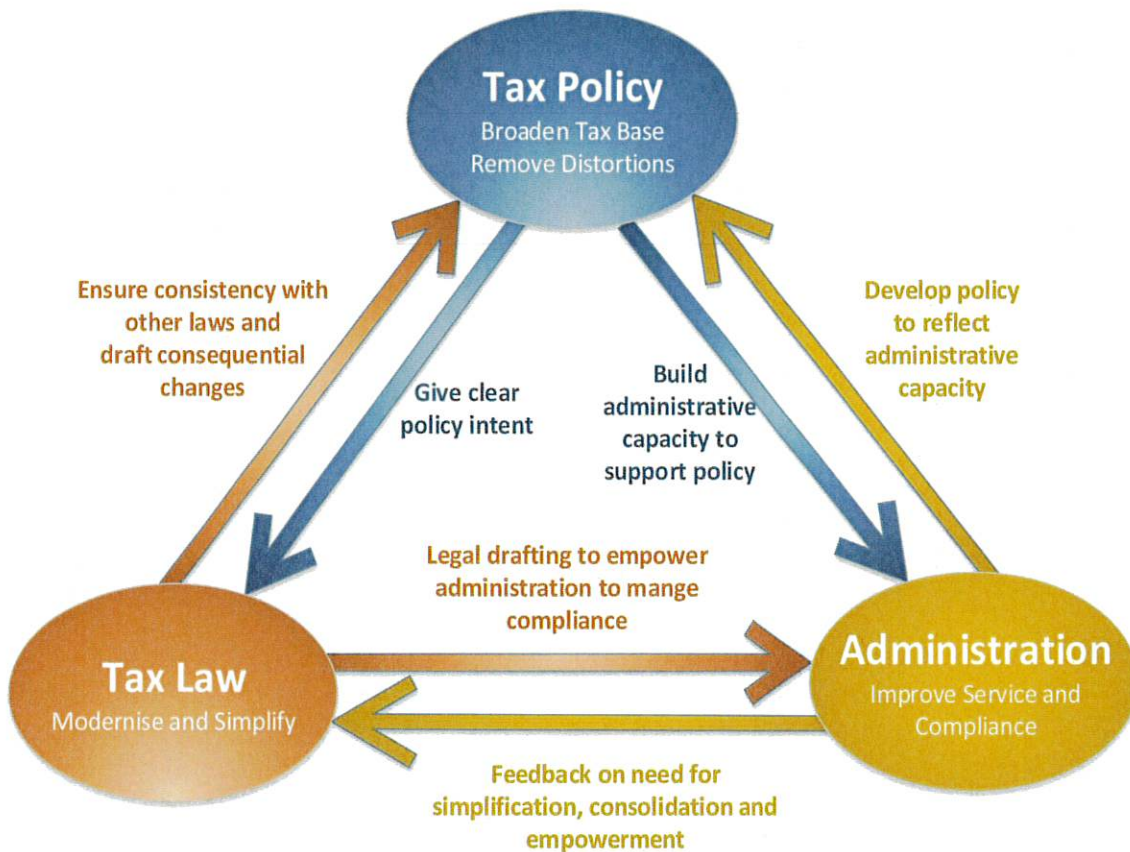 Tax Policy
Broaden Tax Base
Remove Distortions
Ensure consistency with
other laws and
draft consequential
changes
Give clear
policy intent
Build
administrative
capacity to
support policy
Develop policy
to reflect
administrative
capacity
Legal drafting to empower
administration to mange
compliance
Tax Law
Modernise and Simplify
Administration
Improve Service and
Compliance
Feedback on need for
simplification, consolidation and
empowerment